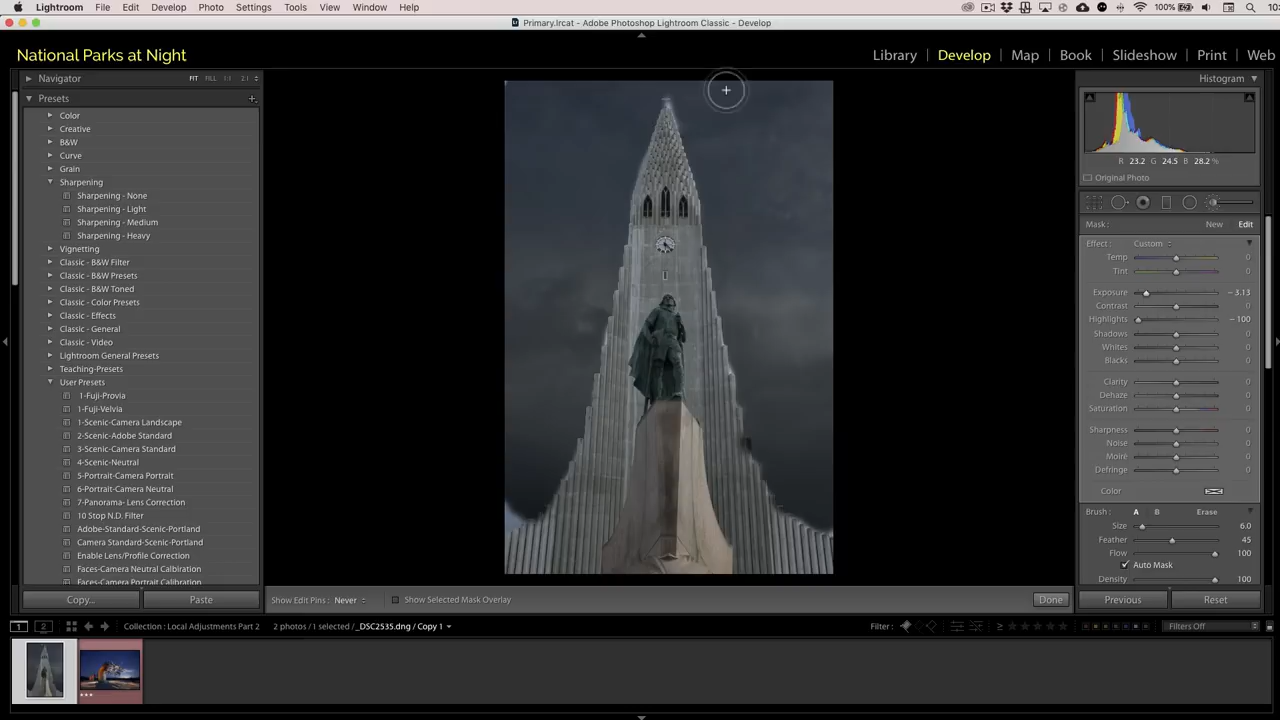 Lightroom File Edit Develop Photo Settings Tools View Window Help 100%
Primary.lrcat - Adobe Photoshop Lightroom Classic - Develop
National Parks at Night
Library Develop Map Book Slideshow Print Web
Navigator FIT FILL 1:1 2:1
Presets
Color
Creative
B&W
Curve
Grain
Sharpening
Sharpening - None
Sharpening - Light
Sharpening - Medium
Sharpening - Heavy
Vignetting
Classic - B&W Filter
Classic - B&W Presets
Classic - B&W Toned
Classic - Color Presets
Classic - Effects
Classic - General
Classic - Video
Lightroom General Presets
Teaching-Presets
User Presets
1-Fuji-Provia
1-Fuji-Velvia
1-Scenic-Camera Landscape
2-Scenic-Adobe Standard
3-Scenic-Camera Standard
4-Scenic-Neutral
5-Portrait-Camera Portrait
6-Portrait-Camera Neutral
7-Panorama- Lens Correction
10 Stop N.D. Filter
Adobe-Standard-Scenic-Portland
Camera Standard-Scenic-Portland
Enable Lens/Profile Correction
Faces-Camera Neutral Calibration
Faces-Camera Portrait Calibration
Copy... Paste
Show Edit Pins: Never Show Selected Mask Overlay Done
Histogram
R 23.2 G 24.5 B 28.2 %
Original Photo
Mask: New Edit
Effect: Custom
Temp 0
Tint 0
Exposure - 3.13
Contrast 0
Highlights - 100
Shadows 0
Whites 0
Blacks 0
Clarity 0
Dehaze 0
Saturation 0
Sharpness 0
Noise 0
Moiré 0
Defringe 0
Color
Brush: A B Erase
Size 6.0
Feather 45
Flow 100
Auto Mask
Density 100
Previous Reset
1 2 Collection : Local Adjustments Part 2 2 photos / 1 selected / _DSC2535.dng / Copy 1 Filter : Filters Off